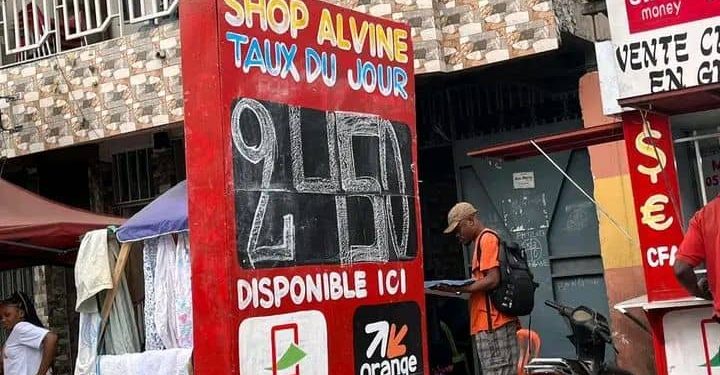 SHOP ALVINE
TAUX DU JOUR
2450
DISPONIBLE ICI
orange
money
VENTE
EN
$
€
CFA